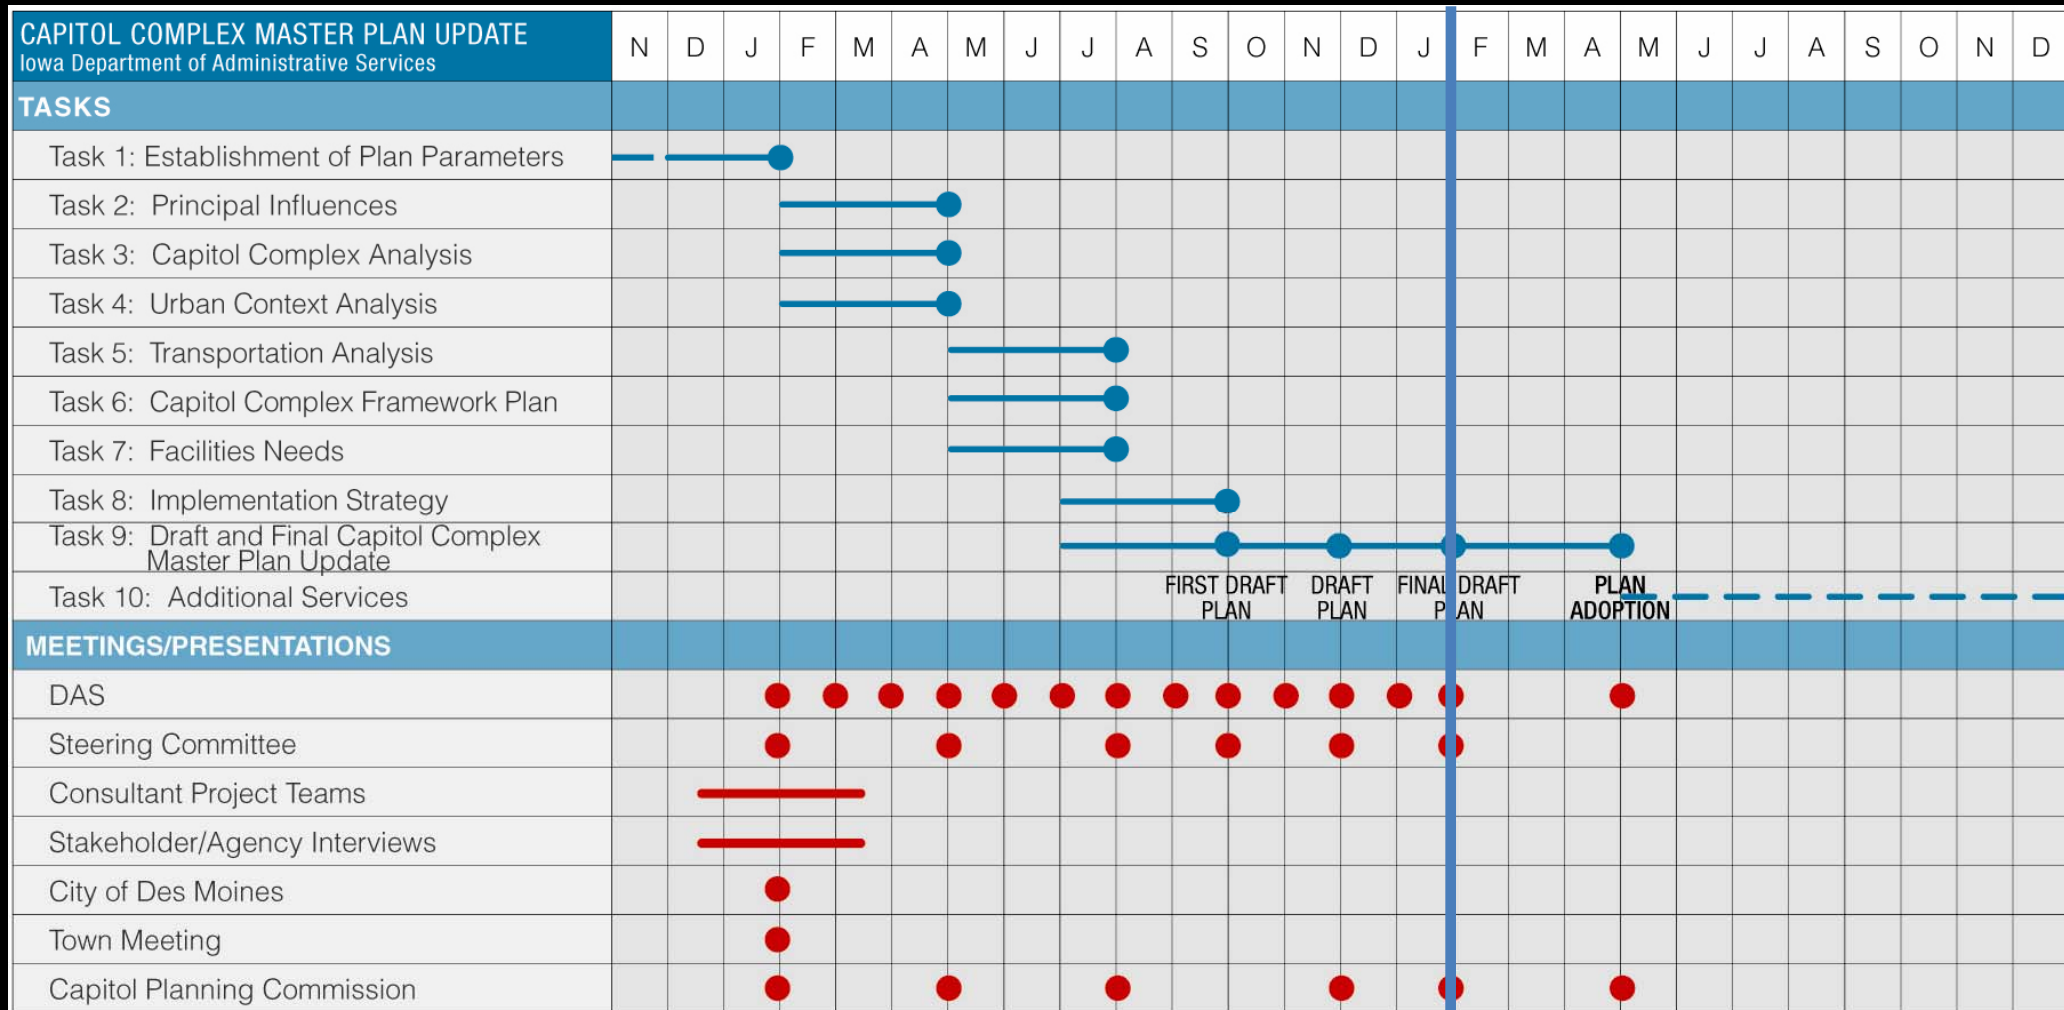 CAPITOL COMPLEX MASTER PLAN UPDATE
Iowa Department of Administrative Services
N D J F M A M J J A S O N D J F M A M J J A S O N D
TASKS
Task 1: Establishment of Plan Parameters
Task 2: Principal Influences
Task 3: Capitol Complex Analysis
Task 4: Urban Context Analysis
Task 5: Transportation Analysis
Task 6: Capitol Complex Framework Plan
Task 7: Facilities Needs
Task 8: Implementation Strategy
Task 9: Draft and Final Capitol Complex
Master Plan Update
Task 10: Additional Services
FIRST DRAFT
PLAN
DRAFT
PLAN
FINAL DRAFT
PLAN
PLAN
ADOPTION
MEETINGS/PRESENTATIONS
DAS
Steering Committee
Consultant Project Teams
Stakeholder/Agency Interviews
City of Des Moines
Town Meeting
Capitol Planning Commission